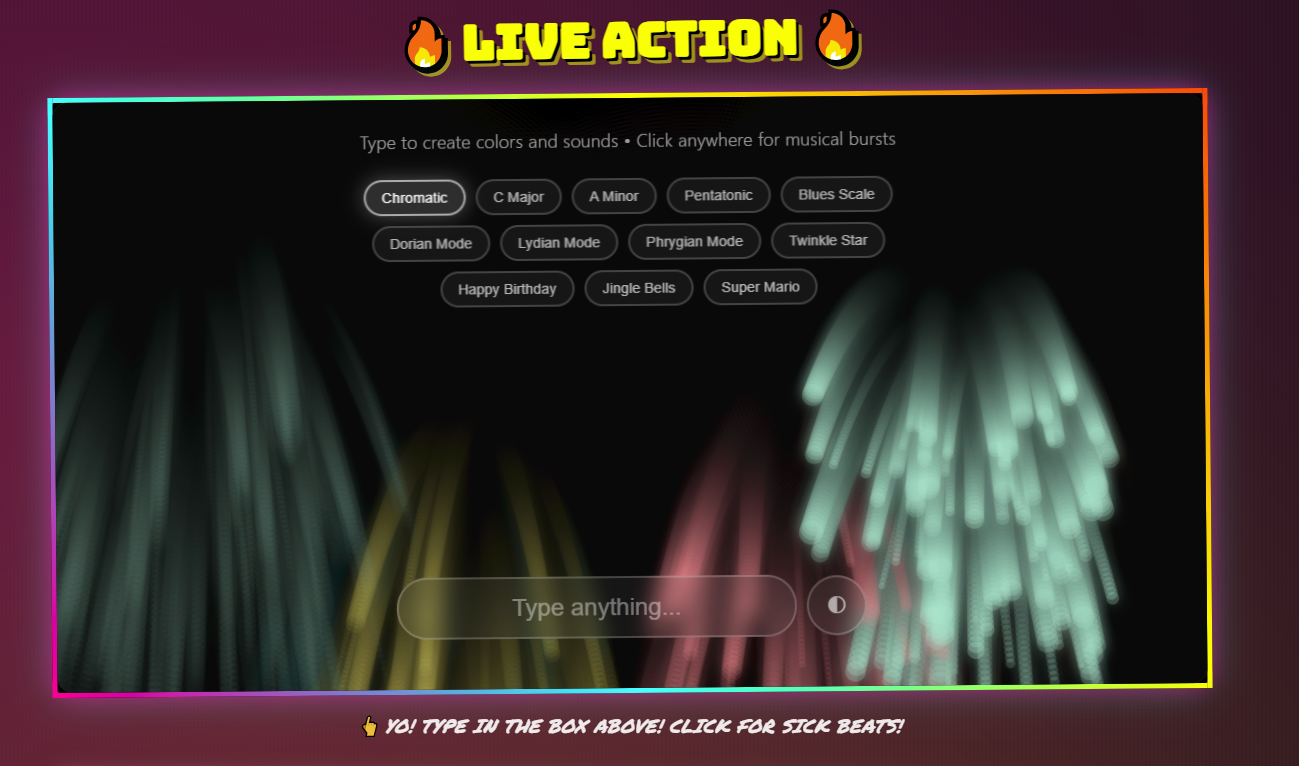 🔥 LIVE ACTION 🔥
Type to create colors and sounds • Click anywhere for musical bursts
Chromatic C Major A Minor Pentatonic Blues Scale
Dorian Mode Lydian Mode Phrygian Mode Twinkle Star
Happy Birthday Jingle Bells Super Mario
Type anything...
👆 YO! TYPE IN THE BOX ABOVE! CLICK FOR SICK BEATS!